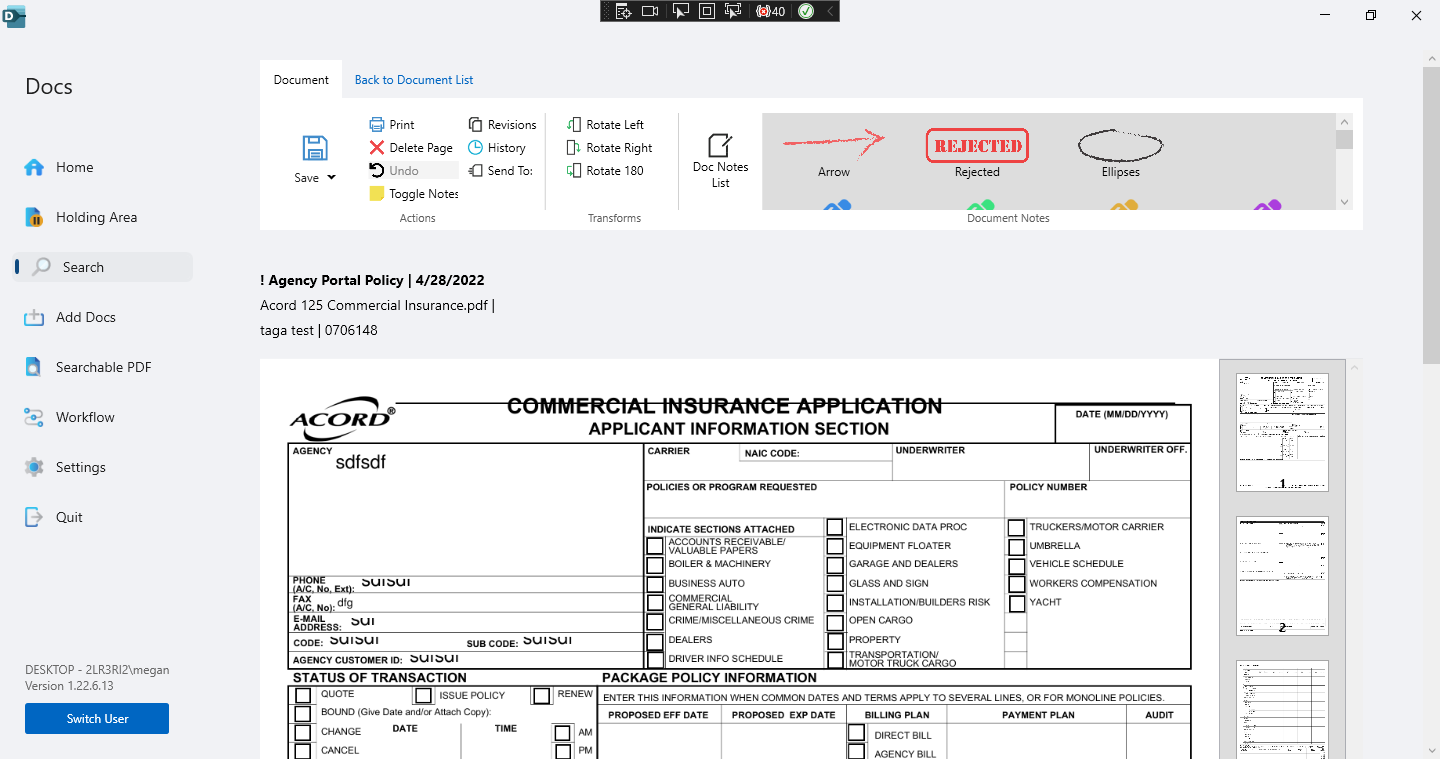 40
Docs
Home
Holding Area
Search
Add Docs
Searchable PDF
Workflow
Settings
Quit
DESKTOP - 2LR3RI2\megan
Version 1.22.6.13
Switch User
Document
Back to Document List
Save
Print
Delete Page
Undo
Toggle Notes
Revisions
History
Send To:
Actions
Rotate Left
Rotate Right
Rotate 180
Transforms
Doc Notes
List
Arrow
REJECTED
Rejected
Ellipses
Document Notes
! Agency Portal Policy | 4/28/2022
Acord 125 Commercial Insurance.pdf |
taga test | 0706148
ACORD®
COMMERCIAL INSURANCE APPLICATION
APPLICANT INFORMATION SECTION
DATE (MM/DD/YYYY)
AGENCY
sdfsdf
PHONE
(A/C, No, Ext): sdfsdf
FAX
(A/C, No): dfg
E-MAIL
ADDRESS: sdf
CODE: sdfsdf SUB CODE: sdfsdf
AGENCY CUSTOMER ID: sdfsdf
CARRIER
NAIC CODE:
UNDERWRITER
UNDERWRITER OFF.
POLICIES OR PROGRAM REQUESTED
POLICY NUMBER
INDICATE SECTIONS ATTACHED
ACCOUNTS RECEIVABLE/
VALUABLE PAPERS
BOILER & MACHINERY
BUSINESS AUTO
COMMERCIAL
GENERAL LIABILITY
CRIME/MISCELLANEOUS CRIME
DEALERS
DRIVER INFO SCHEDULE
ELECTRONIC DATA PROC
EQUIPMENT FLOATER
GARAGE AND DEALERS
GLASS AND SIGN
INSTALLATION/BUILDERS RISK
OPEN CARGO
PROPERTY
TRANSPORTATION/
MOTOR TRUCK CARGO
TRUCKERS/MOTOR CARRIER
UMBRELLA
VEHICLE SCHEDULE
WORKERS COMPENSATION
YACHT
STATUS OF TRANSACTION
QUOTE
ISSUE POLICY
RENEW
BOUND (Give Date and/or Attach Copy):
CHANGE
DATE
TIME
AM
CANCEL
PM
PACKAGE POLICY INFORMATION
ENTER THIS INFORMATION WHEN COMMON DATES AND TERMS APPLY TO SEVERAL LINES, OR FOR MONOLINE POLICIES.
PROPOSED EFF DATE
PROPOSED EXP DATE
BILLING PLAN
PAYMENT PLAN
AUDIT
DIRECT BILL
AGENCY BILL
1
2